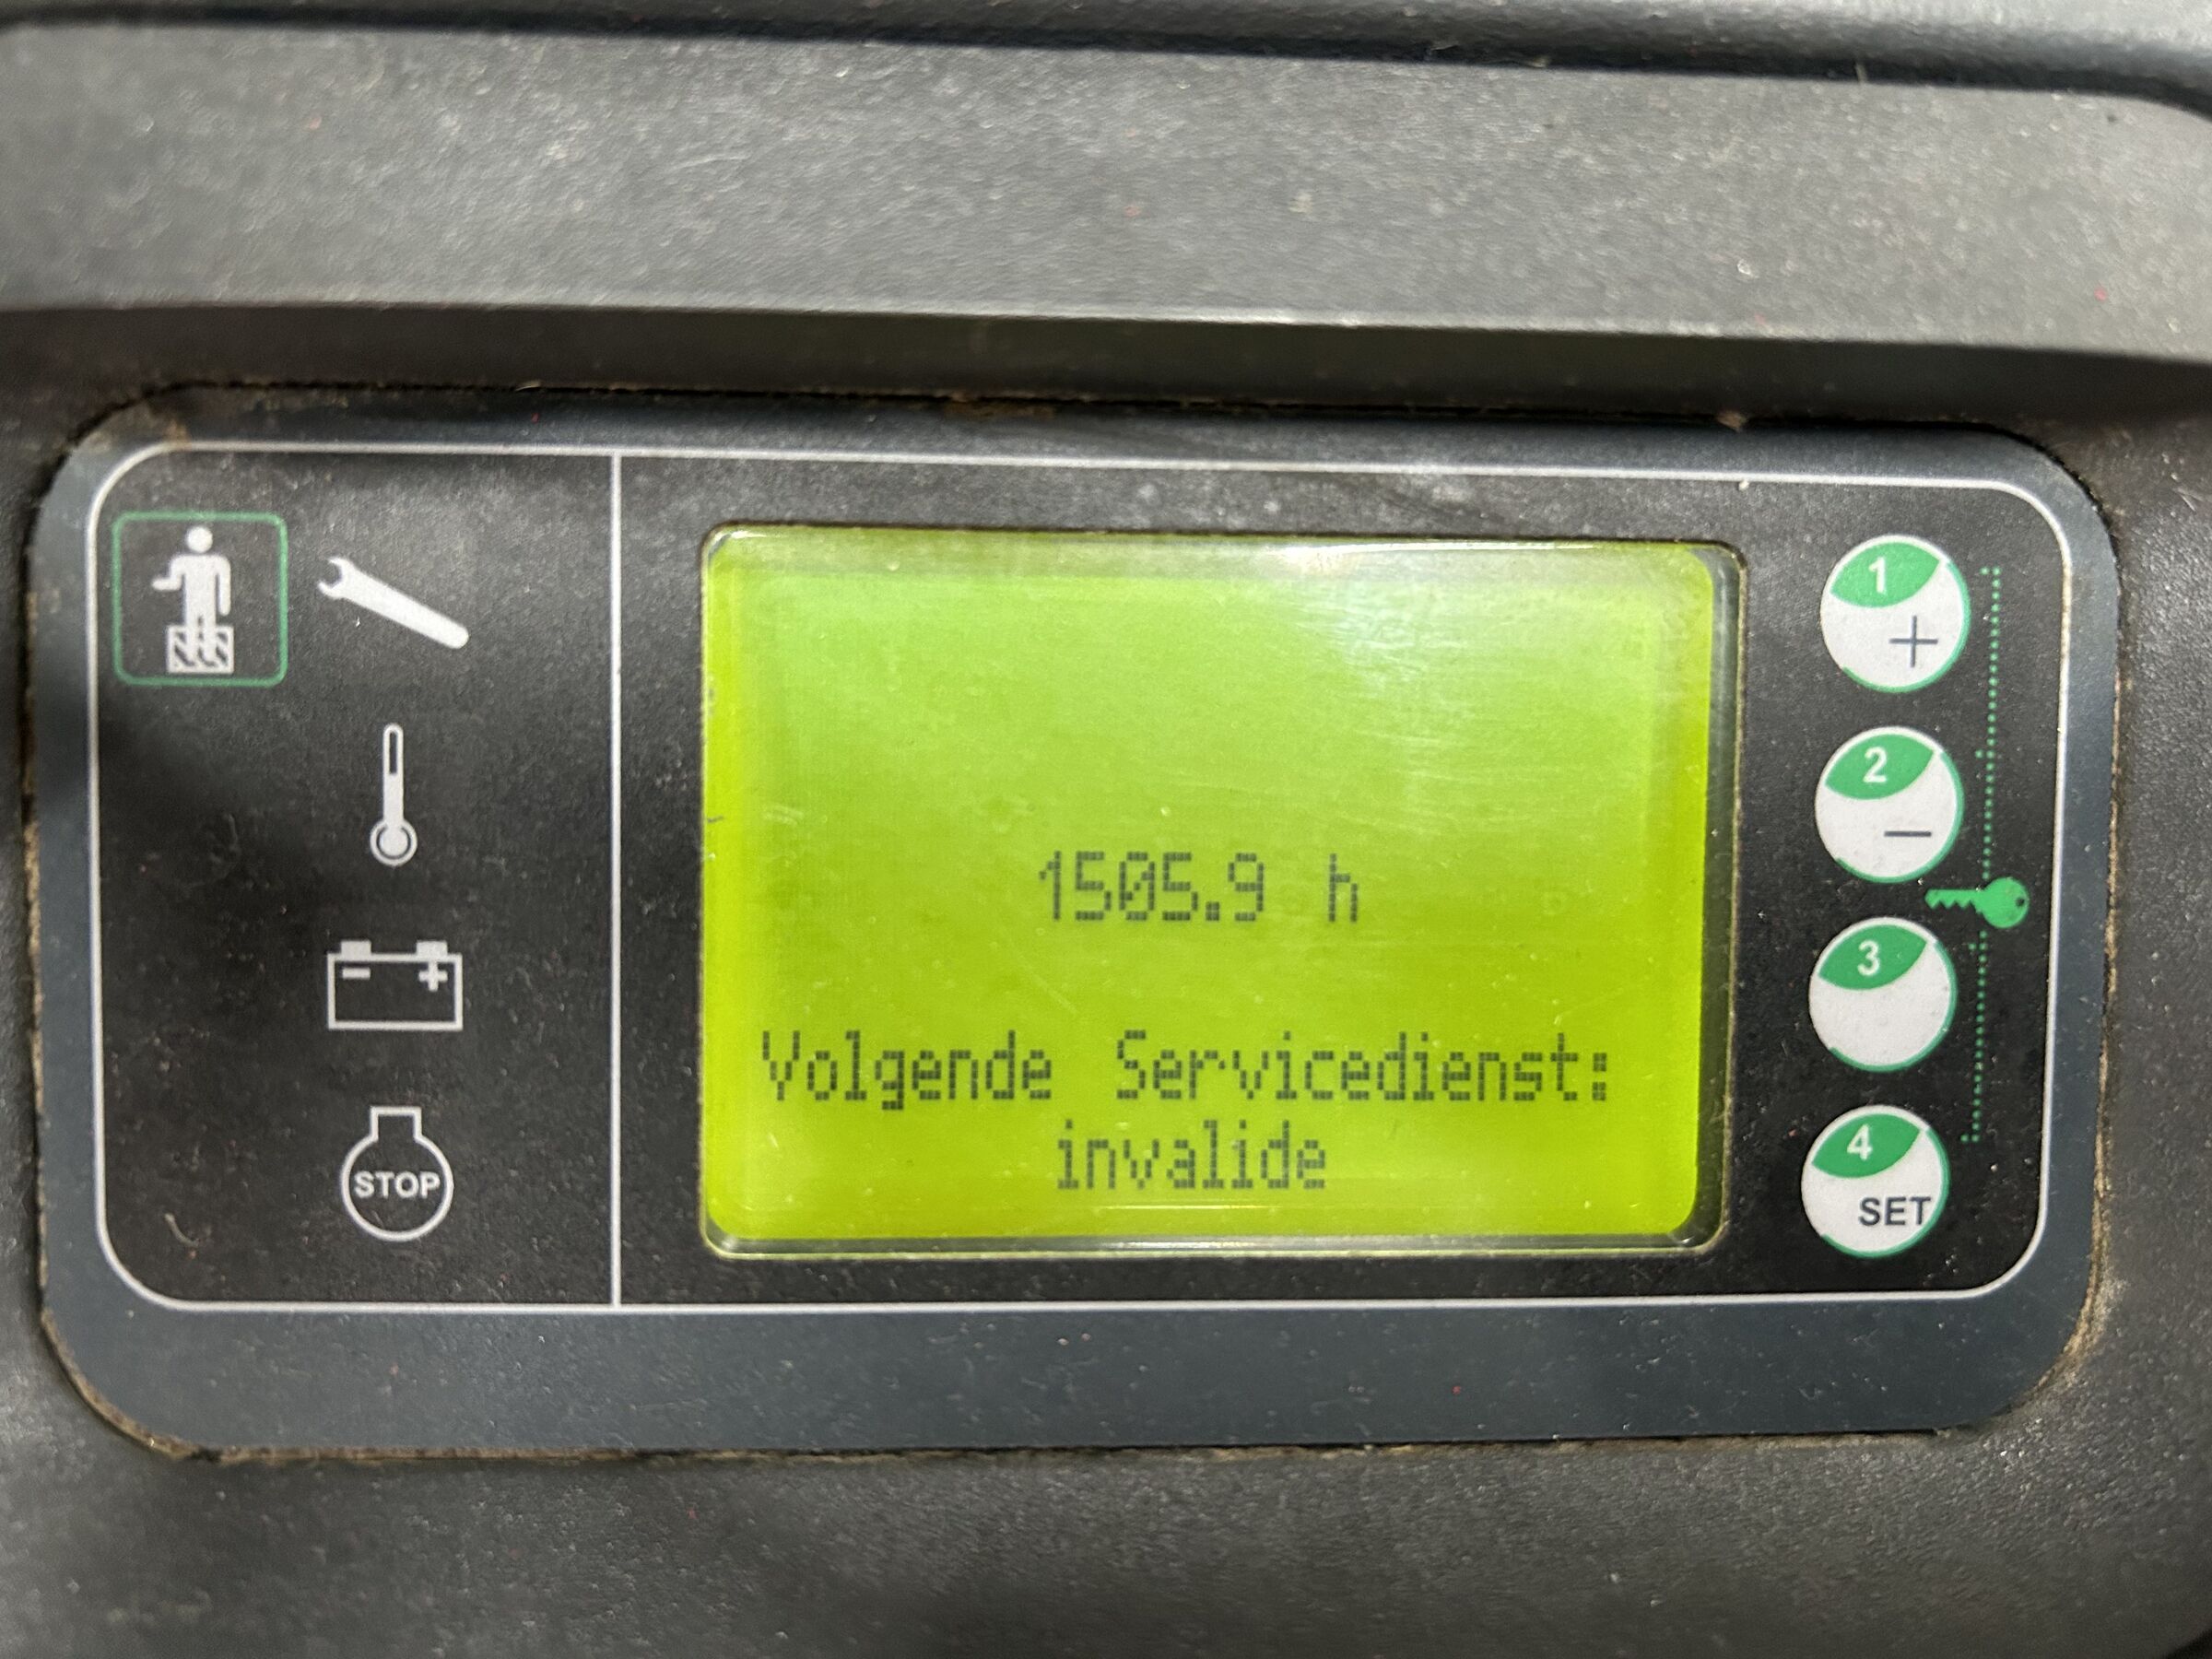 1505.9 h
Volgende Servicedienst:
invalide
STOP
1
+
2
−
3
4
SET